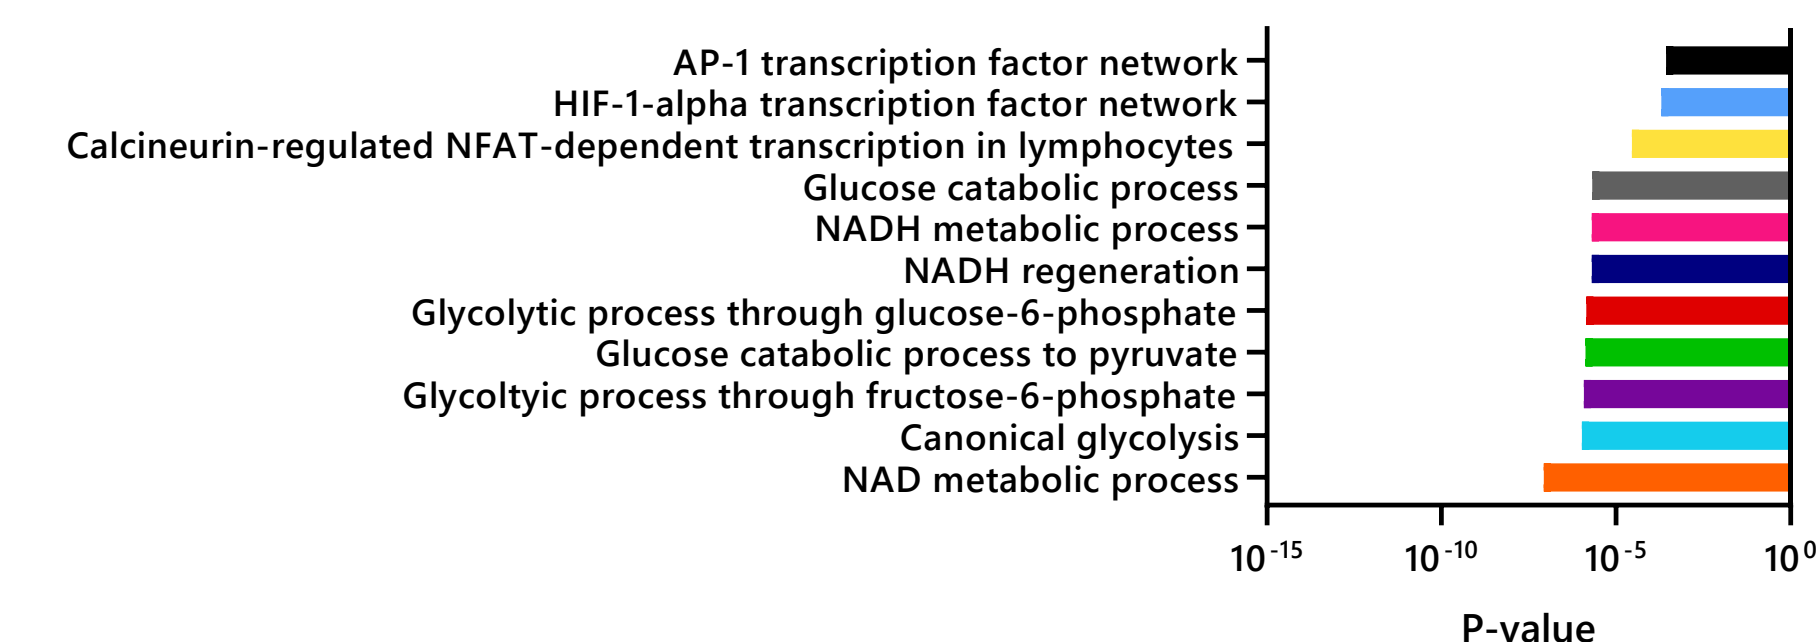 AP-1 transcription factor network
HIF-1-alpha transcription factor network
Calcineurin-regulated NFAT-dependent transcription in lymphocytes
Glucose catabolic process
NADH metabolic process
NADH regeneration
Glycolytic process through glucose-6-phosphate
Glucose catabolic process to pyruvate
Glycoltyic process through fructose-6-phosphate
Canonical glycolysis
NAD metabolic process
10⁻¹⁵ 10⁻¹⁰ 10⁻⁵ 10⁰
P-value